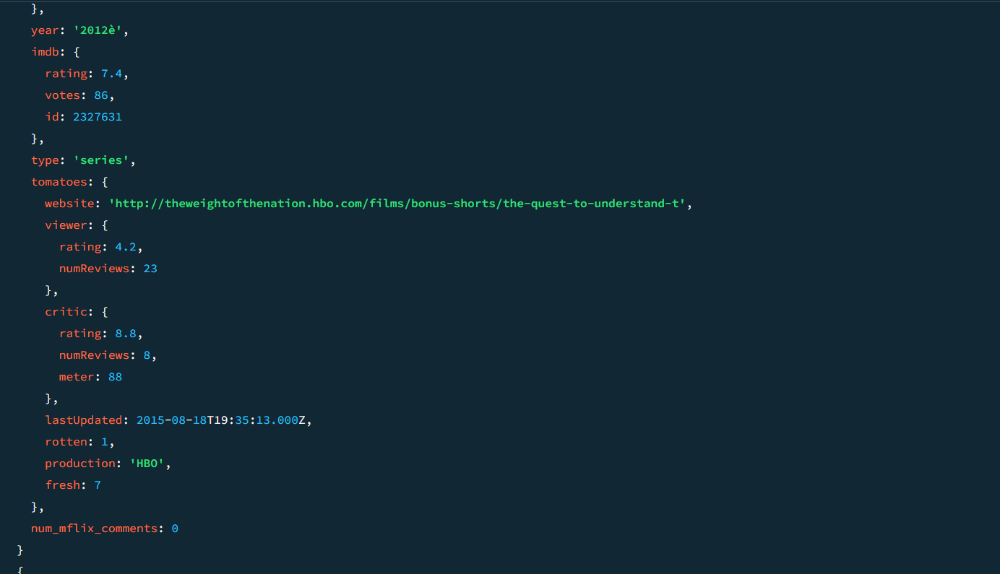 },
year: '2012è',
imdb: {
rating: 7.4,
votes: 86,
id: 2327631
},
type: 'series',
tomatoes: {
website: 'http://theweightofthenation.hbo.com/films/bonus-shorts/the-quest-to-understand-t',
viewer: {
rating: 4.2,
numReviews: 23
},
critic: {
rating: 8.8,
numReviews: 8,
meter: 88
},
lastUpdated: 2015-08-18T19:35:13.000Z,
rotten: 1,
production: 'HBO',
fresh: 7
},
num_mflix_comments: 0
}
{